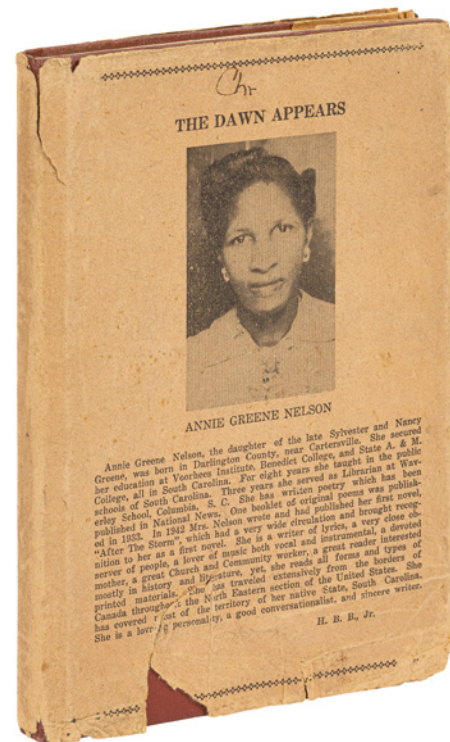 Chr
THE DAWN APPEARS
ANNIE GREENE NELSON
Annie Greene Nelson, the daughter of the late Sylvester and Nancy
Greene, was born in Darlington County, near Cartersville. She secured
her education at Voorhees Institute, Benedict College, and State A. & M.
College, all in South Carolina. For eight years she taught in the public
schools of South Carolina. Three years she served as Librarian at Wav-
erley School, Columbia, S. C. She has written poetry which has been
published in National News. One booklet of original poems was publish-
ed in 1933. In 1942 Mrs. Nelson wrote and had published her first novel,
"After The Storm", which had a very wide circulation and brought recog-
nition to her as a first novel. She is a writer of lyrics, a very close ob-
server of people, a lover of music both vocal and instrumental, a devoted
mother, a great Church and Community worker, a great reader interested
mostly in history and literature, yet she reads all forms and types of
printed materials. She has traveled extensively from the borders of
Canada throughout the North Eastern section of the United States. She
has covered most of the territory of her native State, South Carolina.
She is a loving personality, a good conversationalist, and sincere writer.
H. B. B., Jr.